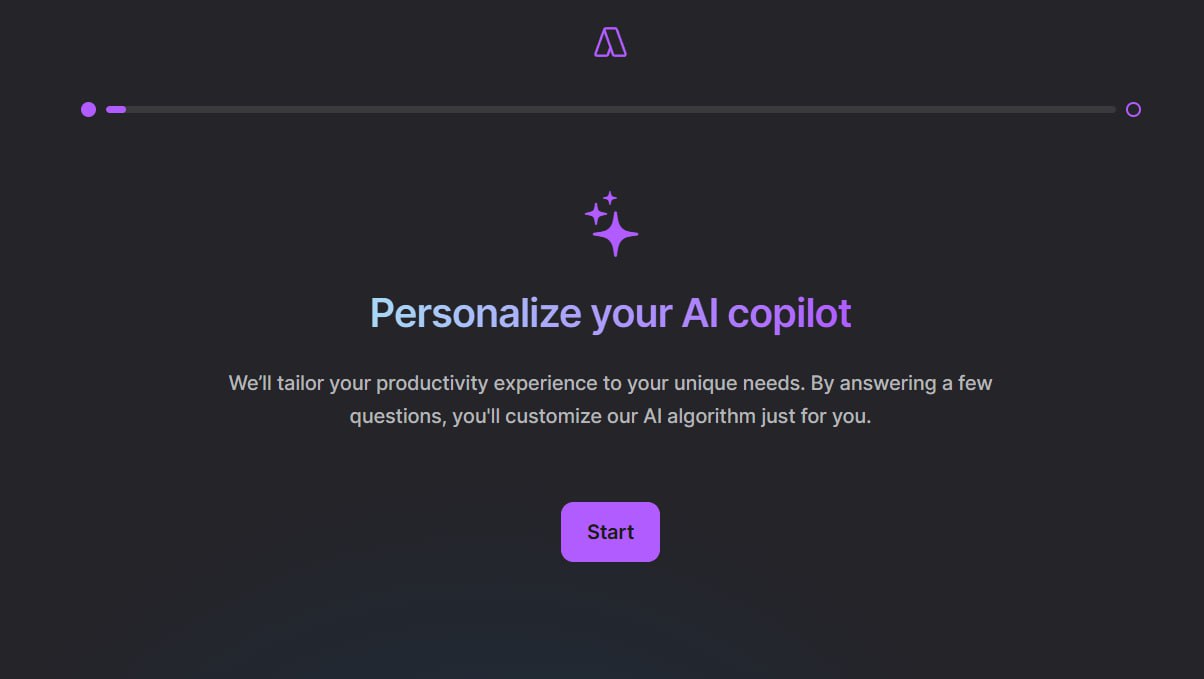 Personalize your AI copilot
We’ll tailor your productivity experience to your unique needs. By answering a few
questions, you'll customize our AI algorithm just for you.
Start